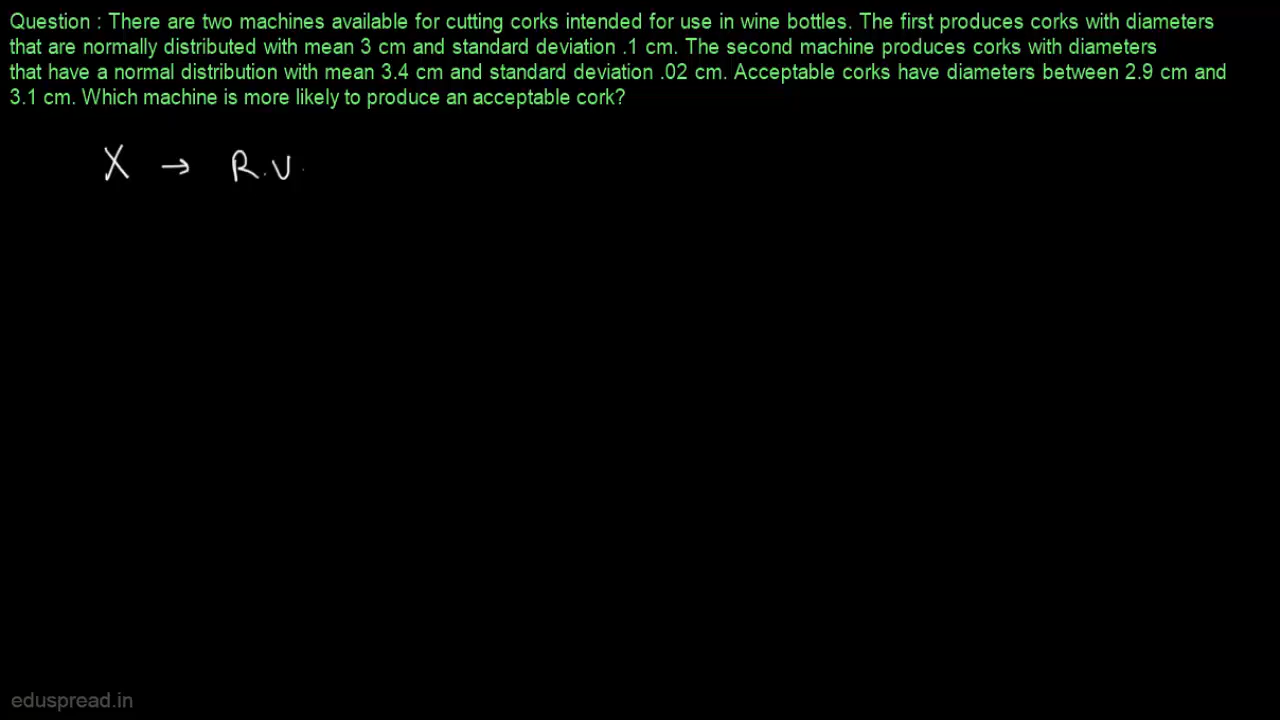 Question : There are two machines available for cutting corks intended for use in wine bottles. The first produces corks with diameters
that are normally distributed with mean 3 cm and standard deviation .1 cm. The second machine produces corks with diameters
that have a normal distribution with mean 3.4 cm and standard deviation .02 cm. Acceptable corks have diameters between 2.9 cm and
3.1 cm. Which machine is more likely to produce an acceptable cork?
X → R.V.
eduspread.in